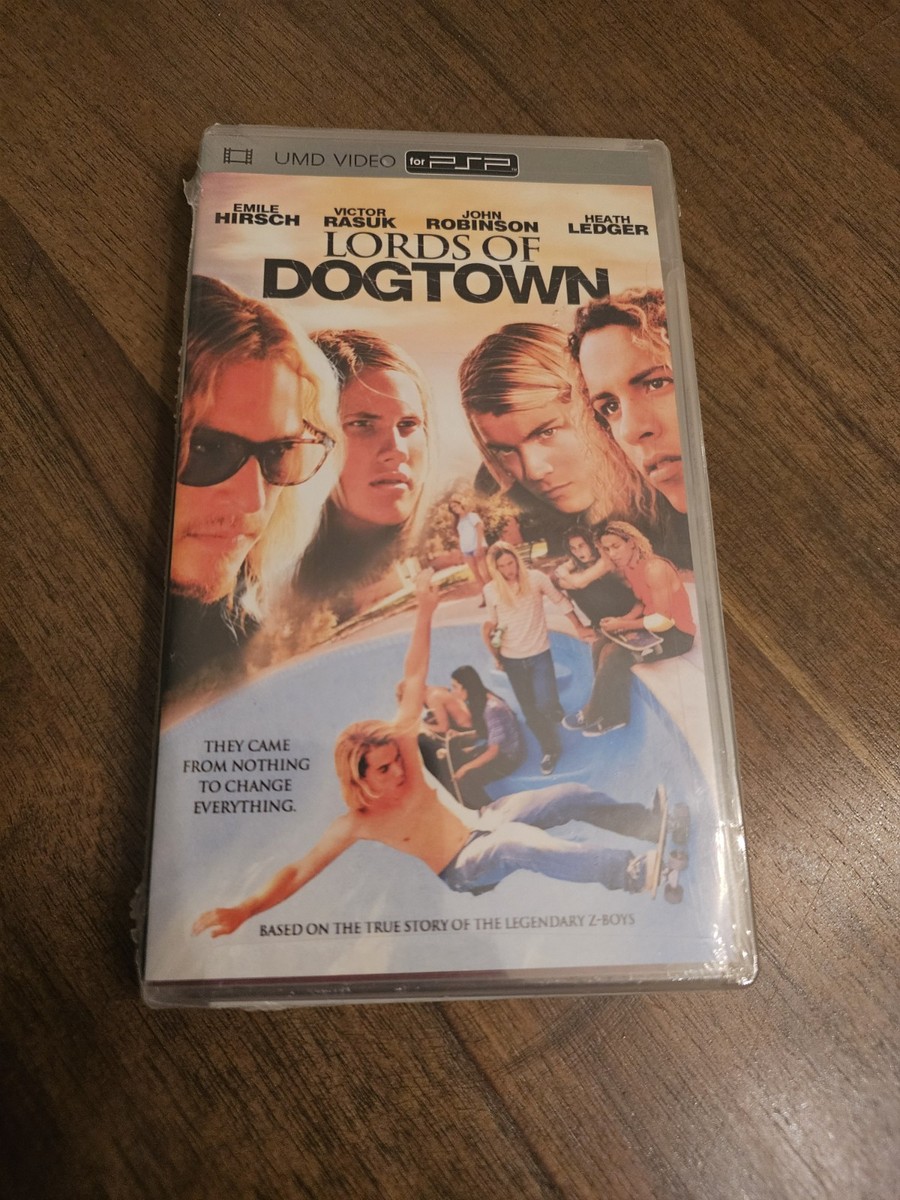 UMD VIDEO for PSP
EMILE HIRSCH
VICTOR RASUK
JOHN ROBINSON
HEATH LEDGER
LORDS OF
DOGTOWN
THEY CAME
FROM NOTHING
TO CHANGE
EVERYTHING.
BASED ON THE TRUE STORY OF THE LEGENDARY Z-BOYS